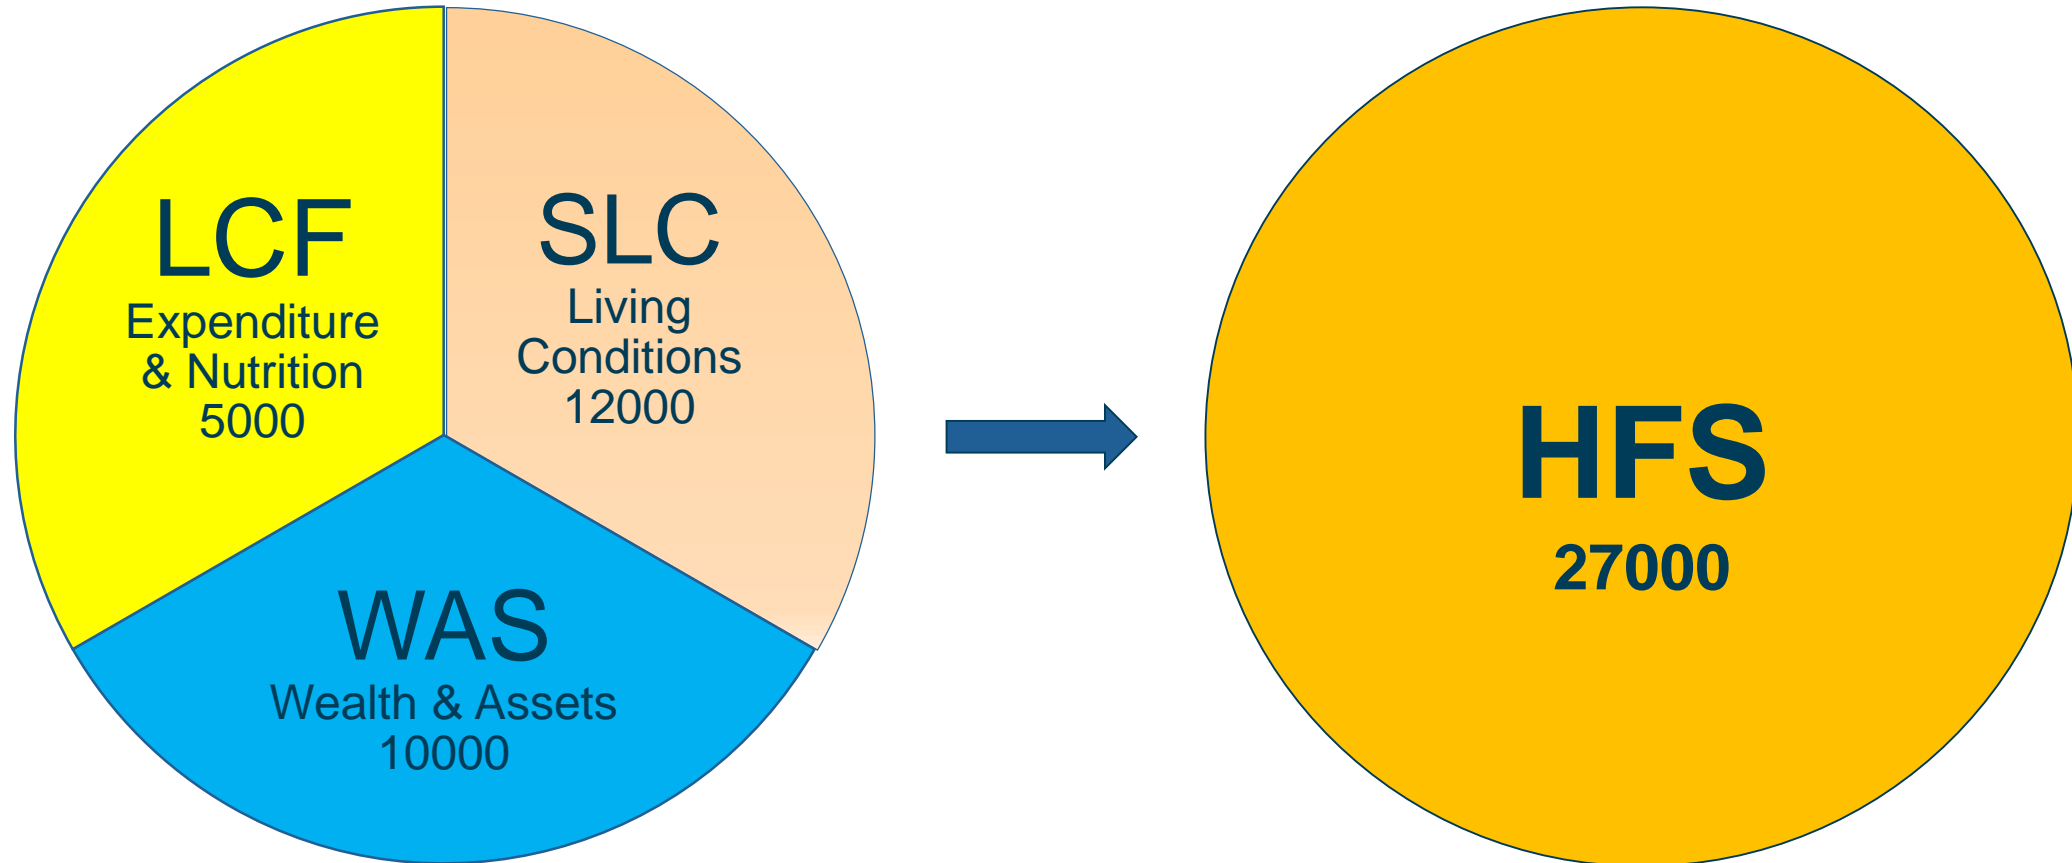 LCF
Expenditure
& Nutrition
5000
SLC
Living
Conditions
12000
WAS
Wealth & Assets
10000
HFS
27000